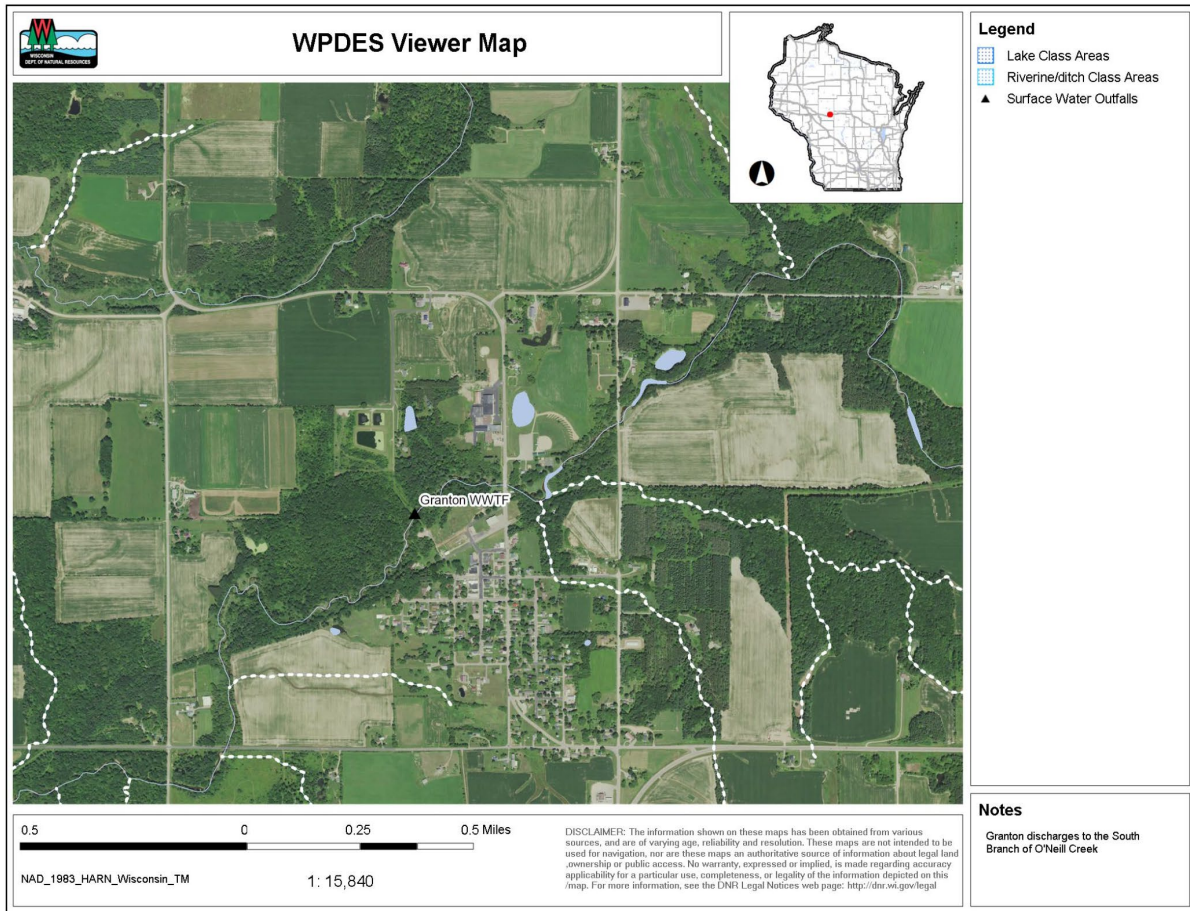 WISCONSIN
DEPT. OF NATURAL RESOURCES
WPDES Viewer Map
Legend
Lake Class Areas
Riverine/ditch Class Areas
Surface Water Outfalls
Granton WWTF
0.5 0 0.25 0.5 Miles
NAD_1983_HARN_Wisconsin_TM
1: 15,840
DISCLAIMER: The information shown on these maps has been obtained from various
sources, and are of varying age, reliability and resolution. These maps are not intended to be
used for navigation, nor are these maps an authoritative source of information about legal land
,ownership or public access. No warranty, expressed or implied, is made regarding accuracy
applicability for a particular use, completeness, or legality of the information depicted on this
/map. For more information, see the DNR Legal Notices web page: http://dnr.wi.gov/legal
Notes
Granton discharges to the South
Branch of O'Neill Creek